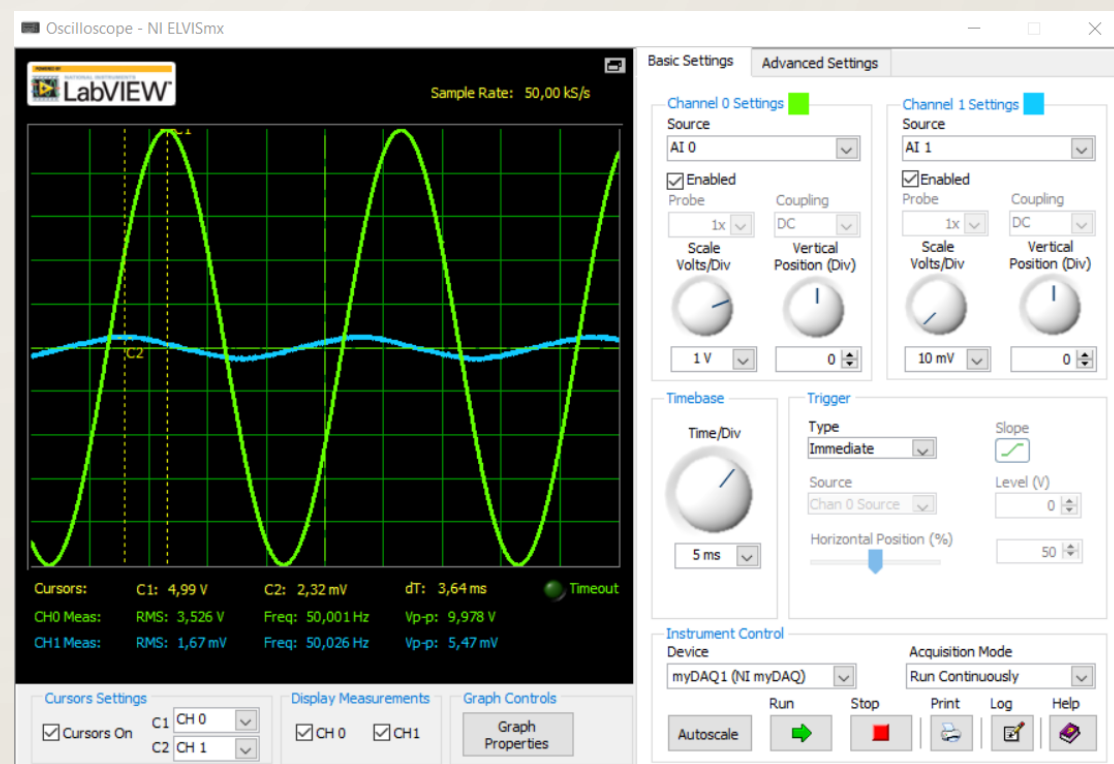 Oscilloscope - NI ELVISmx
POWERED BY
NATIONAL INSTRUMENTS
LabVIEW™
Sample Rate: 50,00 kS/s
C1
C2
Cursors: C1: 4,99 V C2: 2,32 mV dT: 3,64 ms Timeout
CH0 Meas: RMS: 3,526 V Freq: 50,001 Hz Vp-p: 9,978 V
CH1 Meas: RMS: 1,67 mV Freq: 50,026 Hz Vp-p: 5,47 mV
Cursors Settings
Cursors On
C1 CH 0
C2 CH 1
Display Measurements
CH 0 CH1
Graph Controls
Graph
Properties
Basic Settings Advanced Settings
Channel 0 Settings
Source
AI 0
Enabled
Probe Coupling
1x DC
Scale Vertical
Volts/Div Position (Div)
1 V 0
Channel 1 Settings
Source
AI 1
Enabled
Probe Coupling
1x DC
Scale Vertical
Volts/Div Position (Div)
10 mV 0
Timebase
Time/Div
5 ms
Trigger
Type Slope
Immediate
Source Level (V)
Chan 0 Source 0
Horizontal Position (%)
50
Instrument Control
Device Acquisition Mode
myDAQ1 (NI myDAQ) Run Continuously
Run Stop Print Log Help
Autoscale